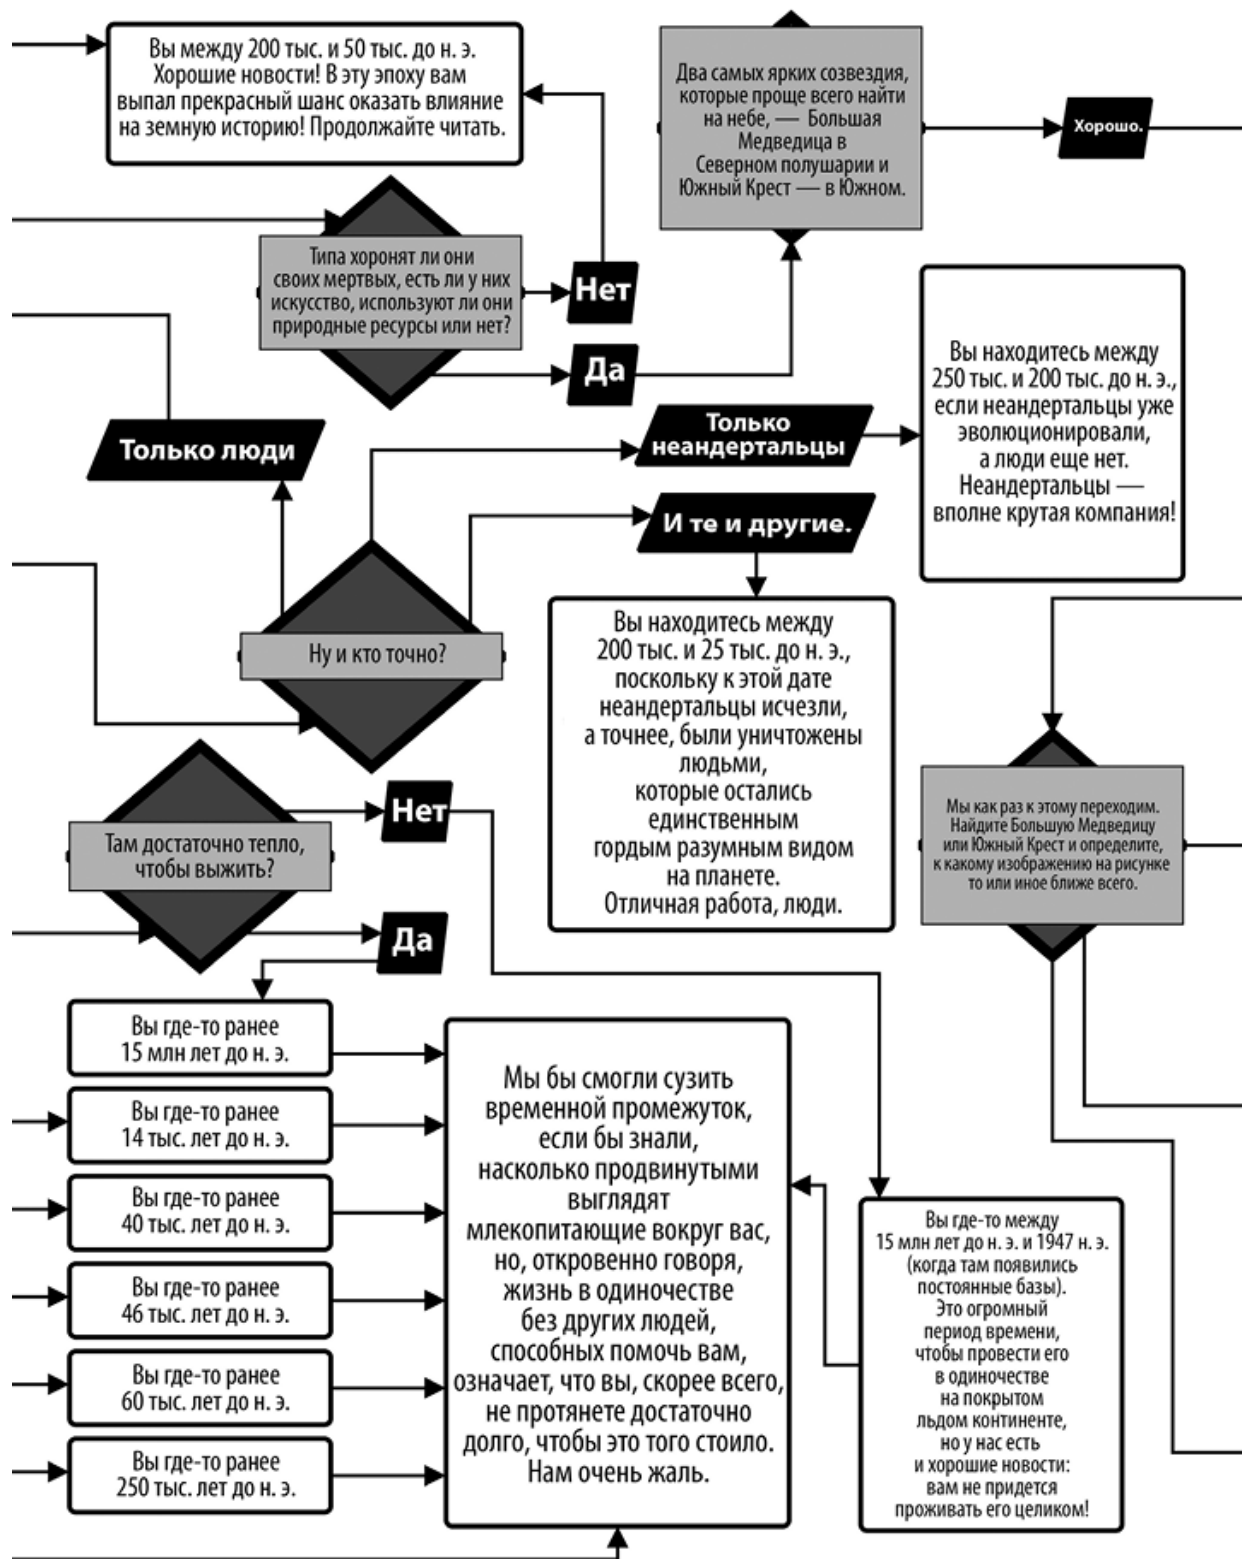 Вы между 200 тыс. и 50 тыс. до н. э.
Хорошие новости! В эту эпоху вам
выпал прекрасный шанс оказать влияние
на земную историю! Продолжайте читать.
Два самых ярких созвездия,
которые проще всего найти
на небе, — Большая
Медведица в
Северном полушарии и
Южный Крест — в Южном.
Хорошо.
Типа хоронят ли они
своих мертвых, есть ли у них
искусство, используют ли они
природные ресурсы или нет?
Нет
Да
Только люди
Только
неандертальцы
Вы находитесь между
250 тыс. и 200 тыс. до н. э.,
если неандертальцы уже
эволюционировали,
а люди еще нет.
Неандертальцы —
вполне крутая компания!
И те и другие.
Ну и кто точно?
Вы находитесь между
200 тыс. и 25 тыс. до н. э.,
поскольку к этой дате
неандертальцы исчезли,
а точнее, были уничтожены
людьми,
которые остались
единственным
гордым разумным видом
на планете.
Отличная работа, люди.
Мы как раз к этому переходим.
Найдите Большую Медведицу
или Южный Крест и определите,
к какому изображению на рисунке
то или иное ближе всего.
Там достаточно тепло,
чтобы выжить?
Нет
Да
Вы где-то ранее
15 млн лет до н. э.
Вы где-то ранее
14 тыс. лет до н. э.
Вы где-то ранее
40 тыс. лет до н. э.
Вы где-то ранее
46 тыс. лет до н. э.
Вы где-то ранее
60 тыс. лет до н. э.
Вы где-то ранее
250 тыс. лет до н. э.
Мы бы смогли сузить
временной промежуток,
если бы знали,
насколько продвинутыми
выглядят
млекопитающие вокруг вас,
но, откровенно говоря,
жизнь в одиночестве
без других людей,
способных помочь вам,
означает, что вы, скорее всего,
не протянете достаточно
долго, чтобы это того стоило.
Нам очень жаль.
Вы где-то между
15 млн лет до н. э. и 1947 н. э.
(когда там появились
постоянные базы).
Это огромный
период времени,
чтобы провести его
в одиночестве
на покрытом
льдом континенте,
но у нас есть
и хорошие новости:
вам не придется
проживать его целиком!